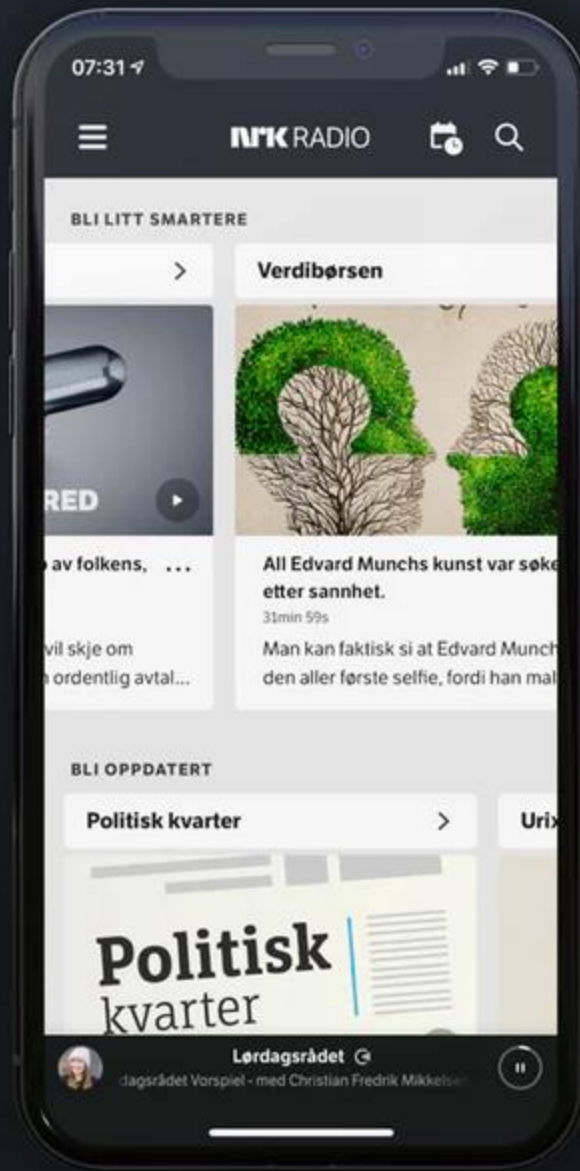 07:31
nrk RADIO
BLI LITT SMARTERE
Verdibørsen
RED
av folkens, ...
vil skje om
ordentlig avtal...
All Edvard Munchs kunst var søke
etter sannhet.
31min 59s
Man kan faktisk si at Edvard Munch
den aller første selfie, fordi han mal
BLI OPPDATERT
Politisk kvarter
Urix
Politisk
kvarter
Lørdagsrådet
dagsrådet Vorspiel - med Christian Fredrik Mikkelsen